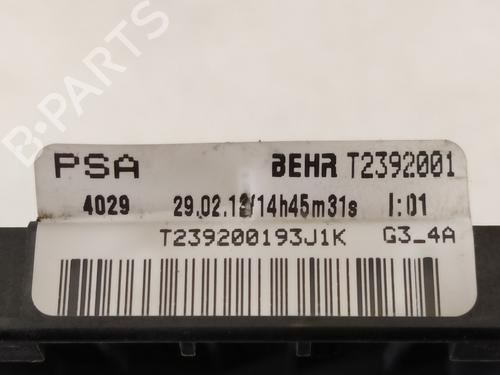 B-PARTS
PSA BEHR T2392001
4029 29.02.12/14h45m31s I:01
T239200193J1K G3_4A